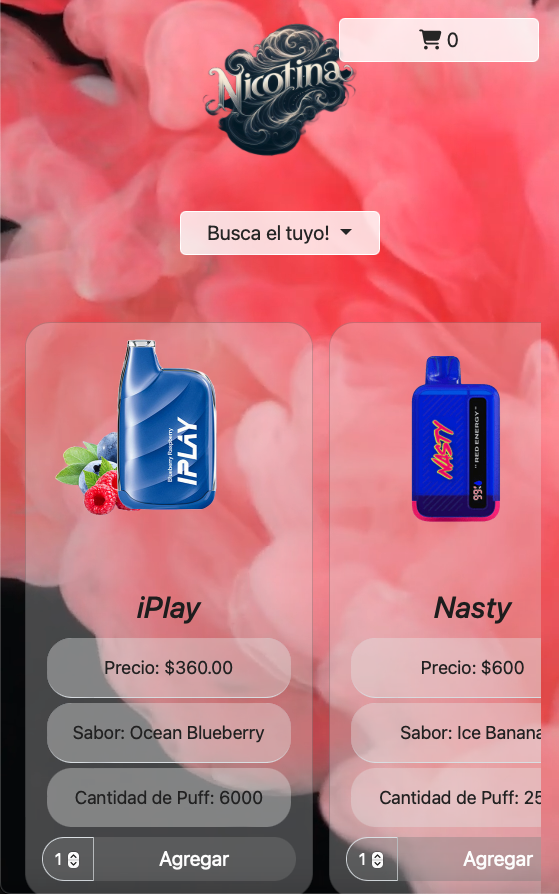 0
Nicotina
Busca el tuyo!
Blueberry Raspberry
IPLAY
NASTY
" RED ENERGY "
99%
iPlay
Nasty
Precio: $360.00
Precio: $600
Sabor: Ocean Blueberry
Sabor: Ice Banana
Cantidad de Puff: 6000
Cantidad de Puff: 25
1
Agregar
1
Agregar